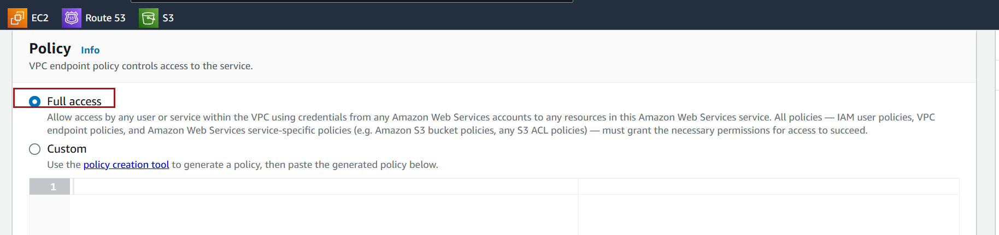 EC2 Route 53 S3
Policy Info
VPC endpoint policy controls access to the service.
Full access
Allow access by any user or service within the VPC using credentials from any Amazon Web Services accounts to any resources in this Amazon Web Services service. All policies — IAM user policies, VPC
endpoint policies, and Amazon Web Services service-specific policies (e.g. Amazon S3 bucket policies, any S3 ACL policies) — must grant the necessary permissions for access to succeed.
Custom
Use the policy creation tool to generate a policy, then paste the generated policy below.
1